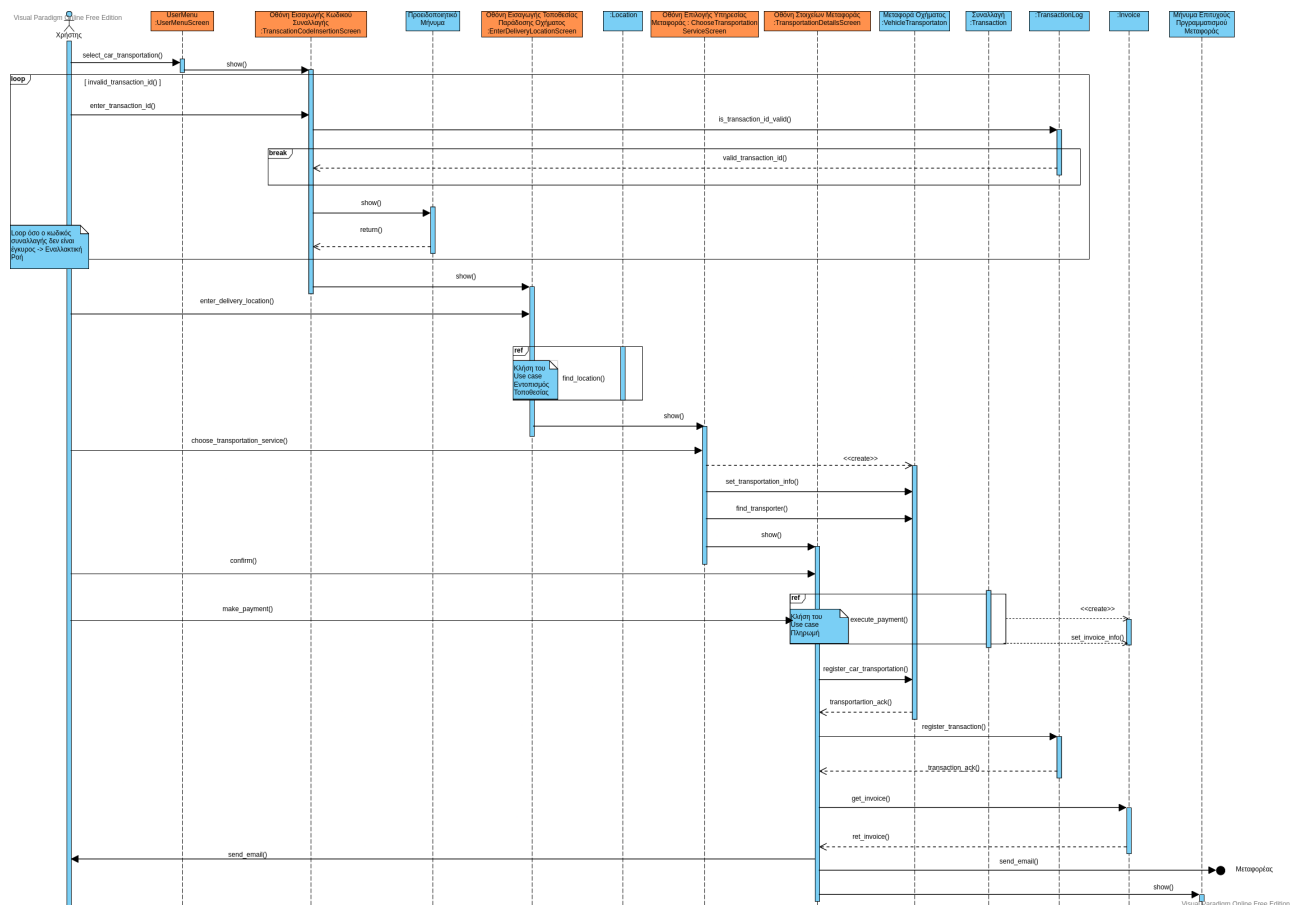 Visual Paradigm Online Free Edition
Χρήστης
UserMenu
:UserMenuScreen
Οθόνη Εισαγωγής Κωδικού
Συναλλαγής
:TranscationCodeInsertionScreen
Προειδοποιητικό
Μήνυμα
Οθόνη Εισαγωγής Τοποθεσίας
Παράδοσης Οχήματος
:EnterDeliveryLocationScreen
:Location
Οθόνη Επιλογής Υπηρεσίας
Μεταφοράς : ChooseTransportation
ServiceScreen
Οθόνη Στοιχείων Μεταφοράς
:TransportationDetailsScreen
Μεταφορα Οχήματος
:VehicleTransportaton
Συναλλαγή
:Transaction
:TransactionLog
:Invoice
Μήνυμα Επιτυχούς
Προγραμματισμού
Μεταφοράς
select_car_transportation()
show()
loop
[ invalid_transaction_id() ]
enter_transaction_id()
is_transaction_id_valid()
break
valid_transaction_id()
show()
return()
Loop όσο ο κωδικός
συναλλαγής δεν είναι
έγκυρος -> Εναλλακτική
Ροή
show()
enter_delivery_location()
ref
Κλήση του
Use case
Εντοπισμός
Τοποθεσίας
find_location()
show()
choose_transportation_service()
<<create>>
set_transportation_info()
find_transporter()
show()
confirm()
ref
make_payment()
Κλήση του
Use case
Πληρωμή
execute_payment()
<<create>>
set_invoice_info()
register_car_transportation()
transportartion_ack()
register_transaction()
transaction_ack()
get_invoice()
ret_invoice()
send_email()
send_email()
Μεταφορέας
show()
Visual Paradigm Online Free Edition